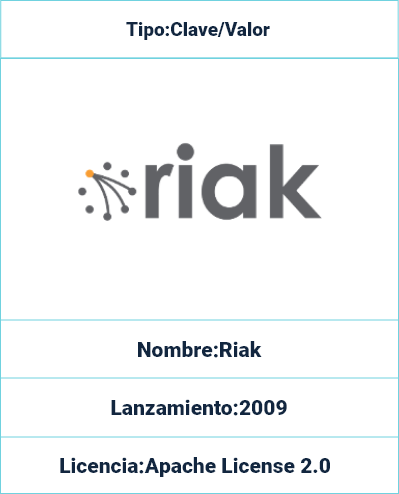 Tipo:Clave/Valor
riak
Nombre:Riak
Lanzamiento:2009
Licencia:Apache License 2.0